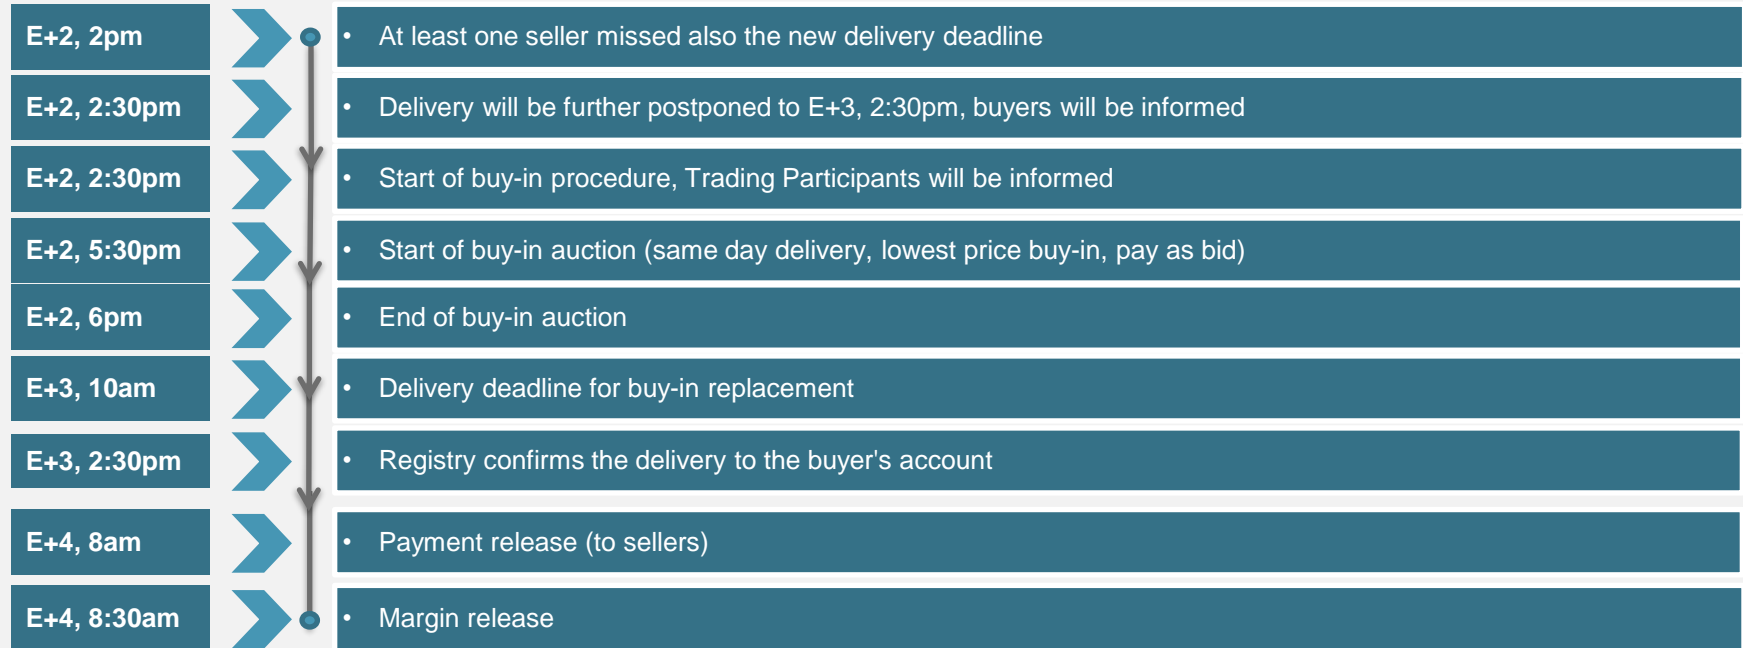 E+2, 2pm
• At least one seller missed also the new delivery deadline
E+2, 2:30pm
• Delivery will be further postponed to E+3, 2:30pm, buyers will be informed
E+2, 2:30pm
• Start of buy-in procedure, Trading Participants will be informed
E+2, 5:30pm
• Start of buy-in auction (same day delivery, lowest price buy-in, pay as bid)
E+2, 6pm
• End of buy-in auction
E+3, 10am
• Delivery deadline for buy-in replacement
E+3, 2:30pm
• Registry confirms the delivery to the buyer's account
E+4, 8am
• Payment release (to sellers)
E+4, 8:30am
• Margin release